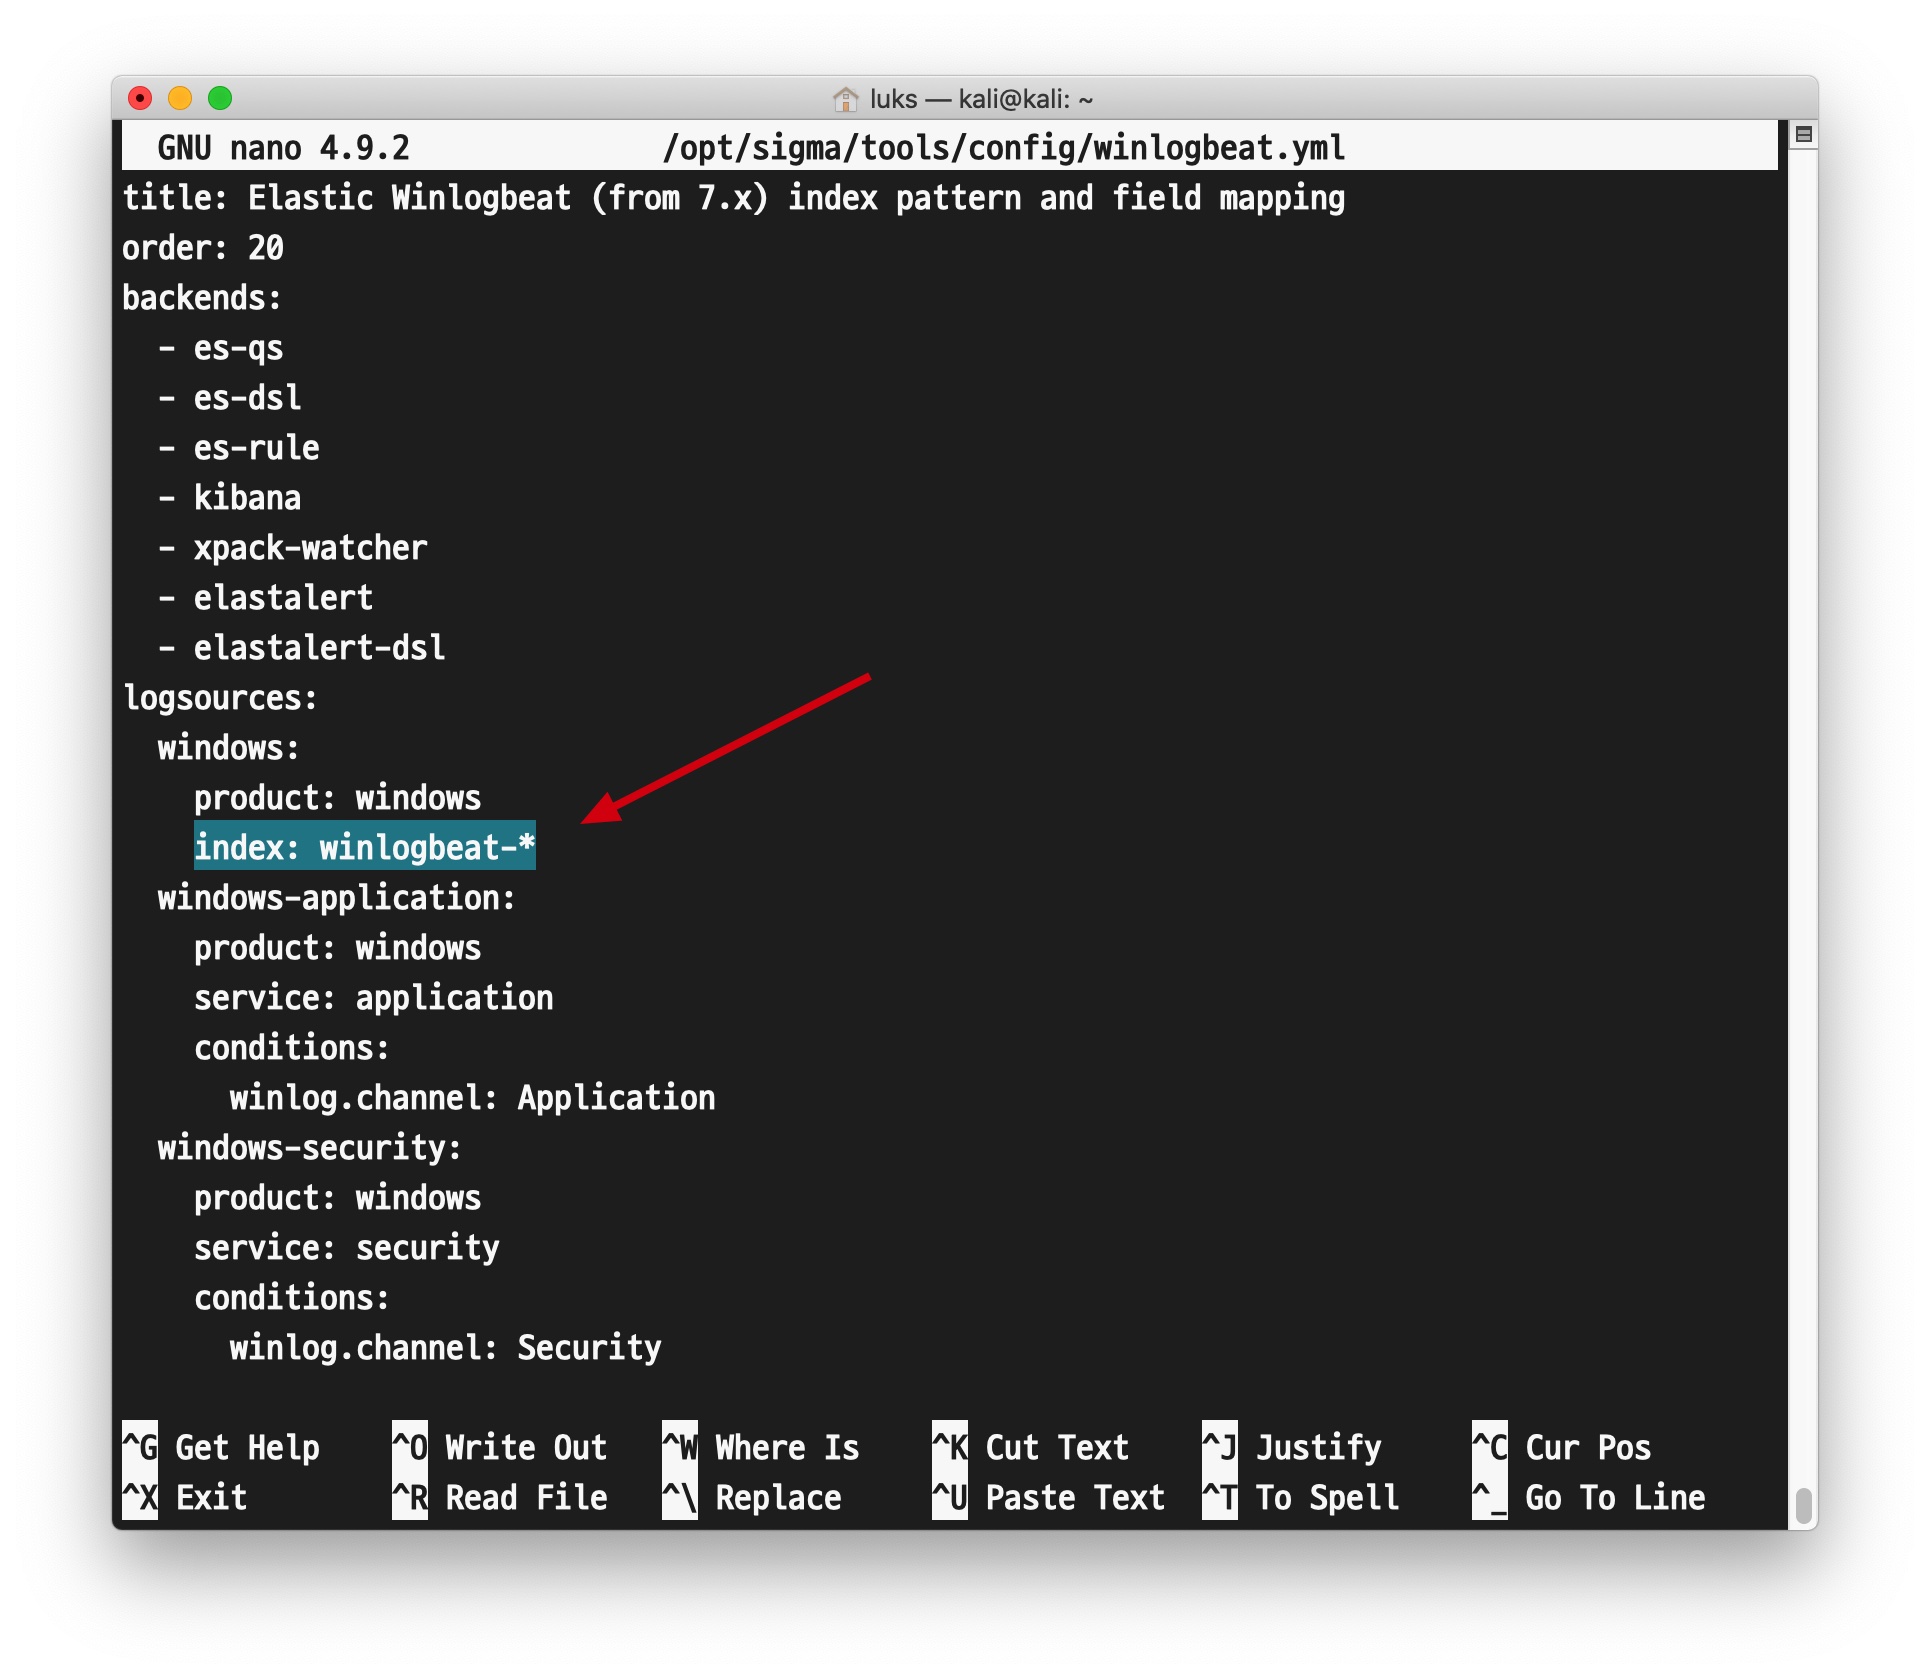 luks — kali@kali: ~
GNU nano 4.9.2 /opt/sigma/tools/config/winlogbeat.yml
title: Elastic Winlogbeat (from 7.x) index pattern and field mapping
order: 20
backends:
  - es-qs
  - es-dsl
  - es-rule
  - kibana
  - xpack-watcher
  - elastalert
  - elastalert-dsl
logsources:
  windows:
    product: windows
    index: winlogbeat-*
  windows-application:
    product: windows
    service: application
    conditions:
      winlog.channel: Application
  windows-security:
    product: windows
    service: security
    conditions:
      winlog.channel: Security
^G Get Help ^O Write Out ^W Where Is ^K Cut Text ^J Justify ^C Cur Pos
^X Exit ^R Read File ^\ Replace ^U Paste Text ^T To Spell ^_ Go To Line